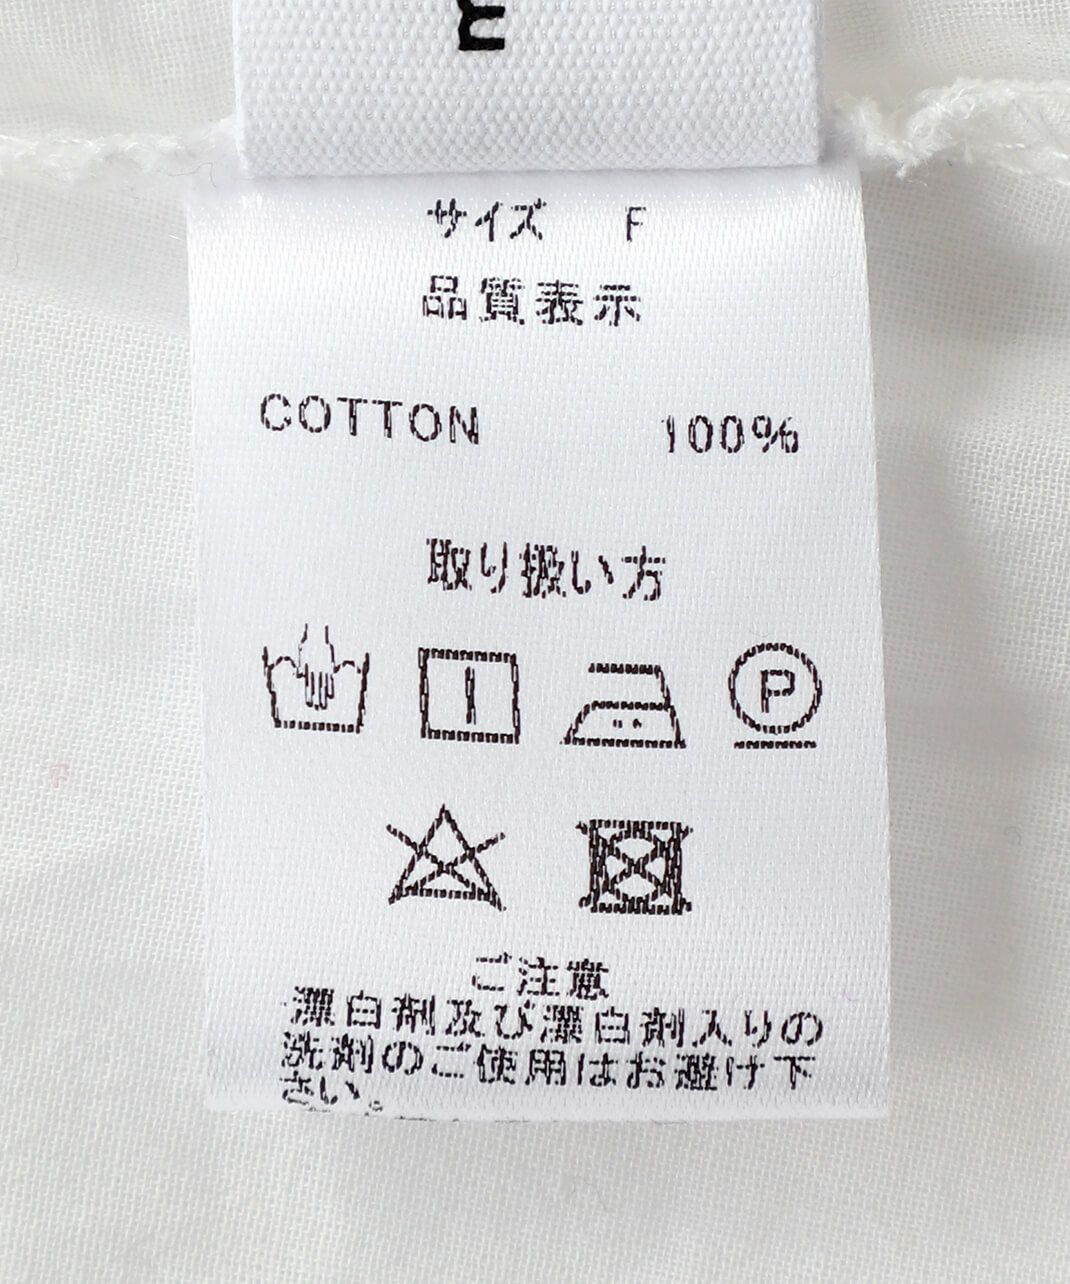 サイズ F
品質表示
COTTON 100%
取り扱い方
P
ご注意
漂白剤及び漂白剤入りの
洗剤のご使用はお避け下
さい。